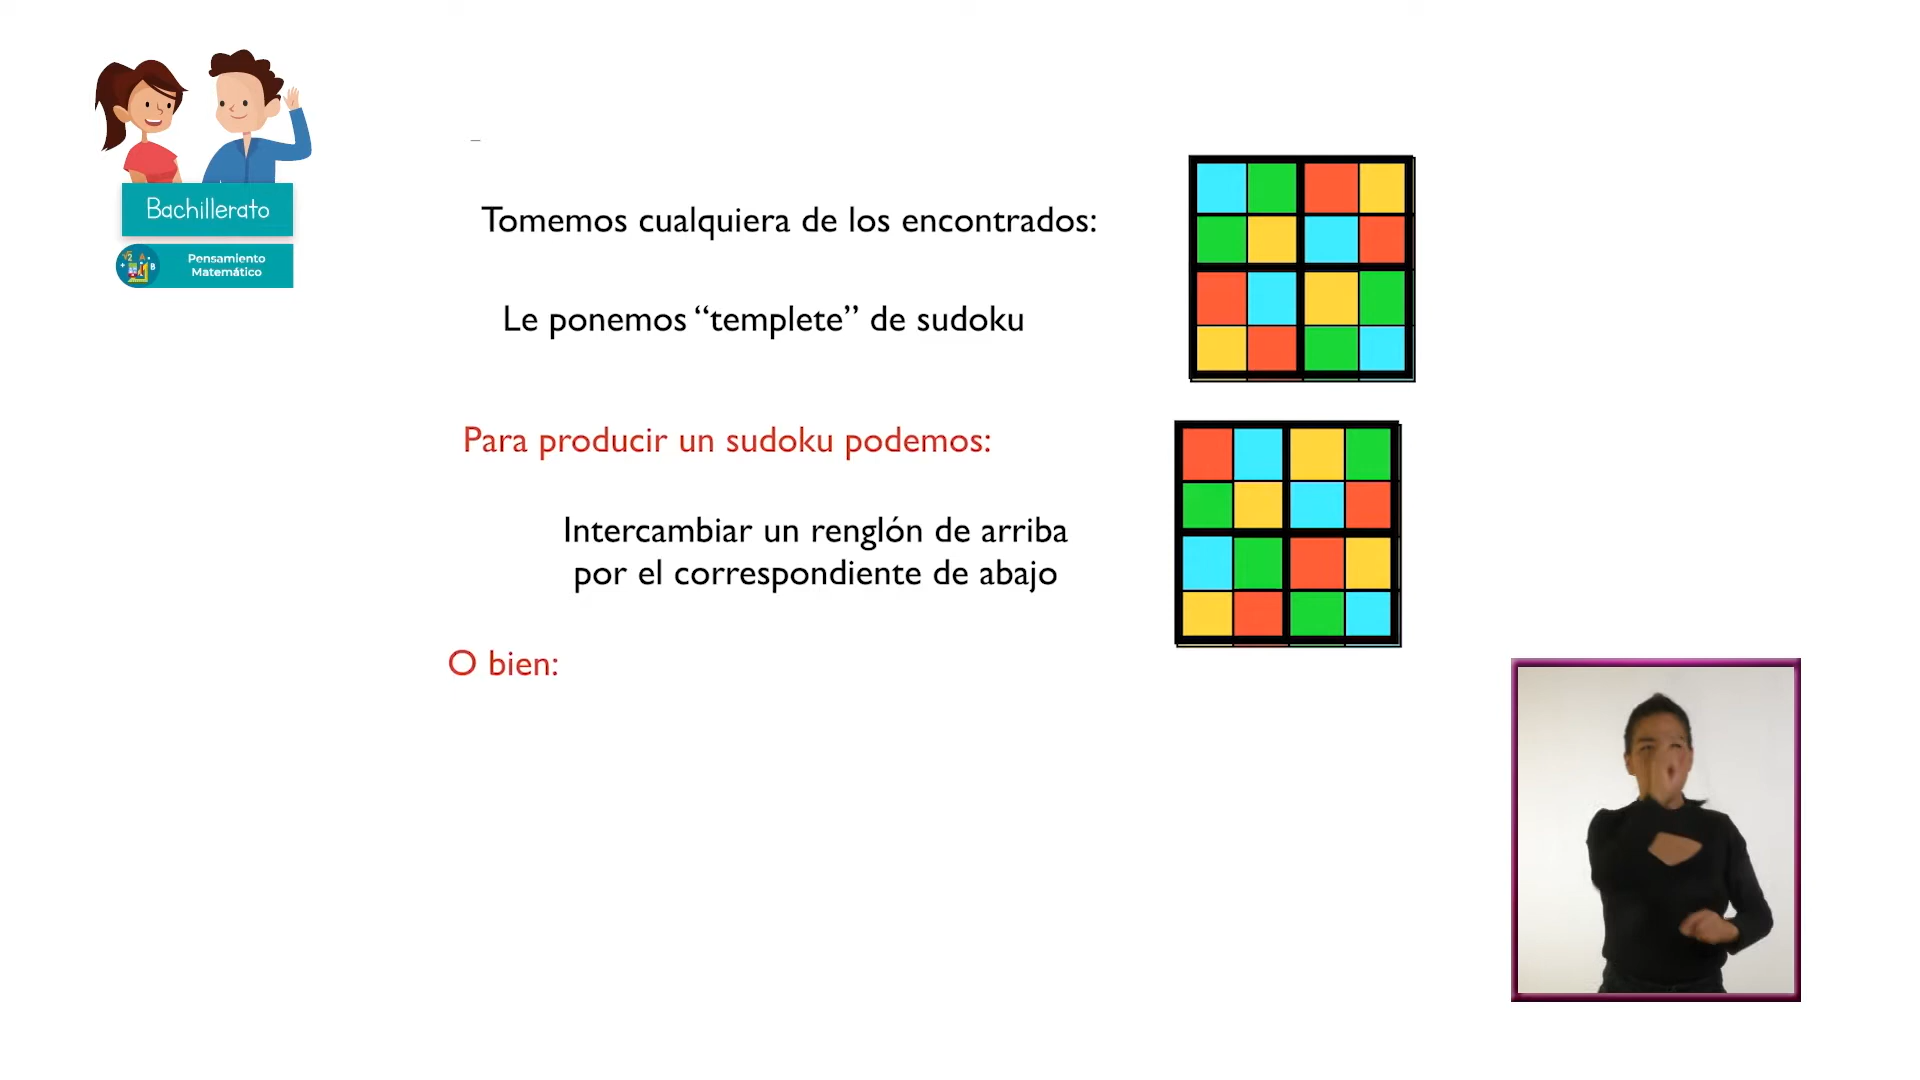 Bachillerato
Pensamiento
Matemático
Tomemos cualquiera de los encontrados:
Le ponemos “templete” de sudoku
Para producir un sudoku podemos:
Intercambiar un renglón de arriba
por el correspondiente de abajo
O bien: